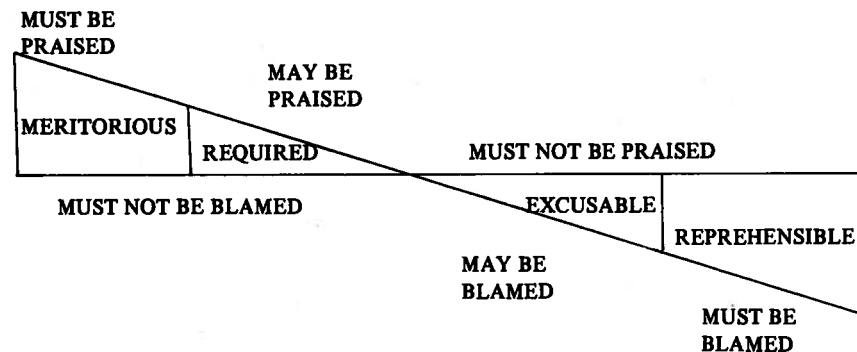 MUST BE
PRAISED
MAY BE
PRAISED
MERITORIOUS
REQUIRED
MUST NOT BE PRAISED
MUST NOT BE BLAMED
EXCUSABLE
REPREHENSIBLE
MAY BE
BLAMED
MUST BE
BLAMED